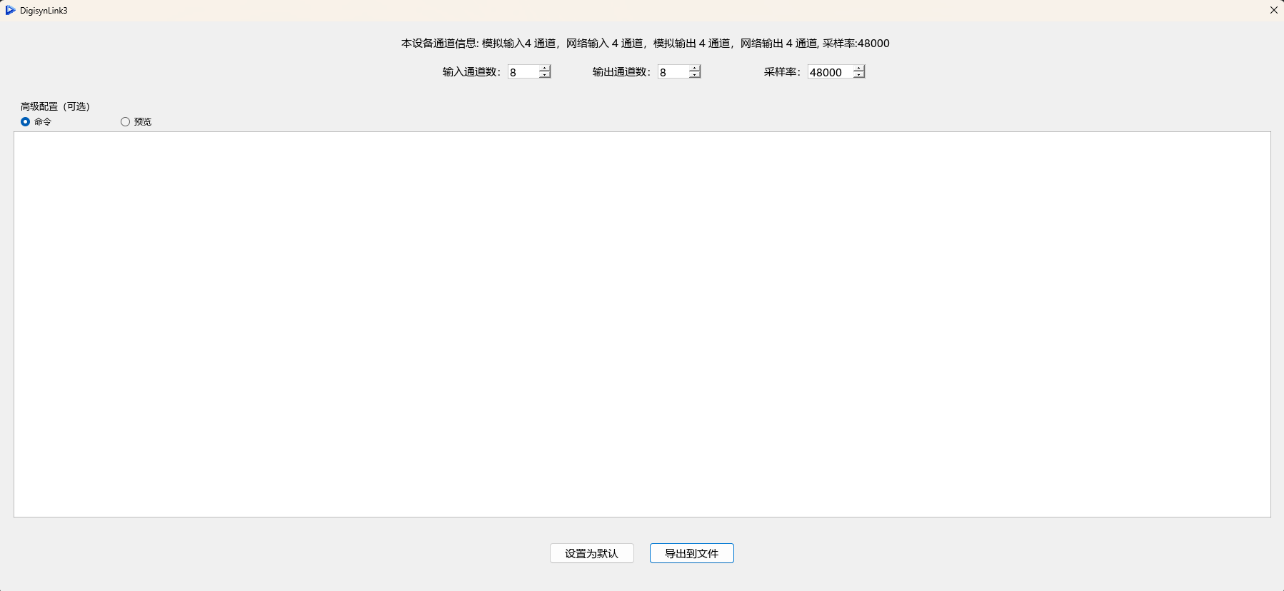 DigisynLink3
本设备通道信息: 模拟输入4 通道，网络输入 4 通道，模拟输出 4 通道，网络输出 4 通道, 采样率:48000
输入通道数： 8 输出通道数： 8 采样率： 48000
高级配置（可选）
命令 预览
设置为默认 导出到文件